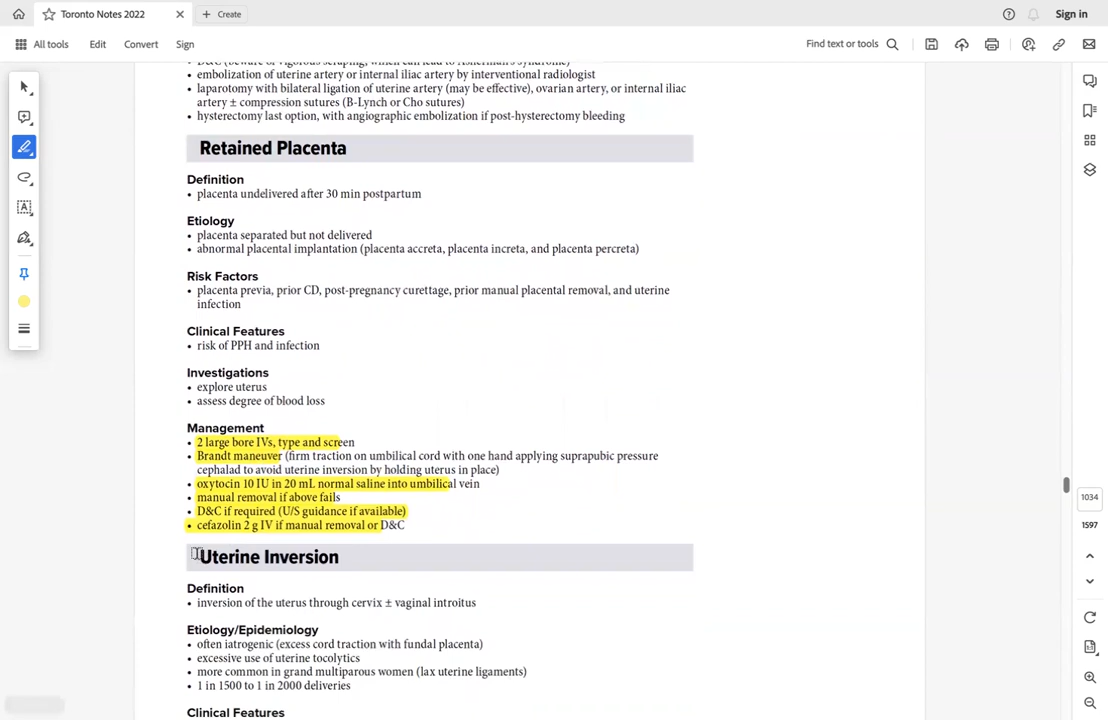 Toronto Notes 2022
Create
Sign in
All tools
Edit
Convert
Sign
Find text or tools
• D&C (beware of vigorous scraping, which can lead to Asherman's syndrome)
• embolization of uterine artery or internal iliac artery by interventional radiologist
• laparotomy with bilateral ligation of uterine artery (may be effective), ovarian artery, or internal iliac
artery ± compression sutures (B-Lynch or Cho sutures)
• hysterectomy last option, with angiographic embolization if post-hysterectomy bleeding
Retained Placenta
Definition
• placenta undelivered after 30 min postpartum
Etiology
• placenta separated but not delivered
• abnormal placental implantation (placenta accreta, placenta increta, and placenta percreta)
Risk Factors
• placenta previa, prior CD, post-pregnancy curettage, prior manual placental removal, and uterine
infection
Clinical Features
• risk of PPH and infection
Investigations
• explore uterus
• assess degree of blood loss
Management
• 2 large bore IVs, type and screen
• Brandt maneuver (firm traction on umbilical cord with one hand applying suprapubic pressure
cephalad to avoid uterine inversion by holding uterus in place)
• oxytocin 10 IU in 20 mL normal saline into umbilical vein
• manual removal if above fails
• D&C if required (U/S guidance if available)
• cefazolin 2 g IV if manual removal or D&C
Uterine Inversion
Definition
• inversion of the uterus through cervix ± vaginal introitus
Etiology/Epidemiology
• often iatrogenic (excess cord traction with fundal placenta)
• excessive use of uterine tocolytics
• more common in grand multiparous women (lax uterine ligaments)
• 1 in 1500 to 1 in 2000 deliveries
Clinical Features
1034
1597